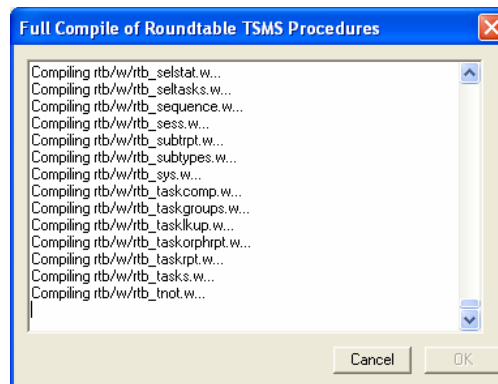 Full Compile of Roundtable TSMS Procedures
Compiling rtb/w/rtb_selstat.w...
Compiling rtb/w/rtb_seltasks.w...
Compiling rtb/w/rtb_sequence.w...
Compiling rtb/w/rtb_sess.w...
Compiling rtb/w/rtb_subtrpt.w...
Compiling rtb/w/rtb_subtypes.w...
Compiling rtb/w/rtb_sys.w...
Compiling rtb/w/rtb_taskcomp.w...
Compiling rtb/w/rtb_taskgroups.w...
Compiling rtb/w/rtb_tasklkup.w...
Compiling rtb/w/rtb_taskorphrpt.w...
Compiling rtb/w/rtb_taskrpt.w...
Compiling rtb/w/rtb_tasks.w...
Compiling rtb/w/rtb_tnot.w...
Cancel
OK